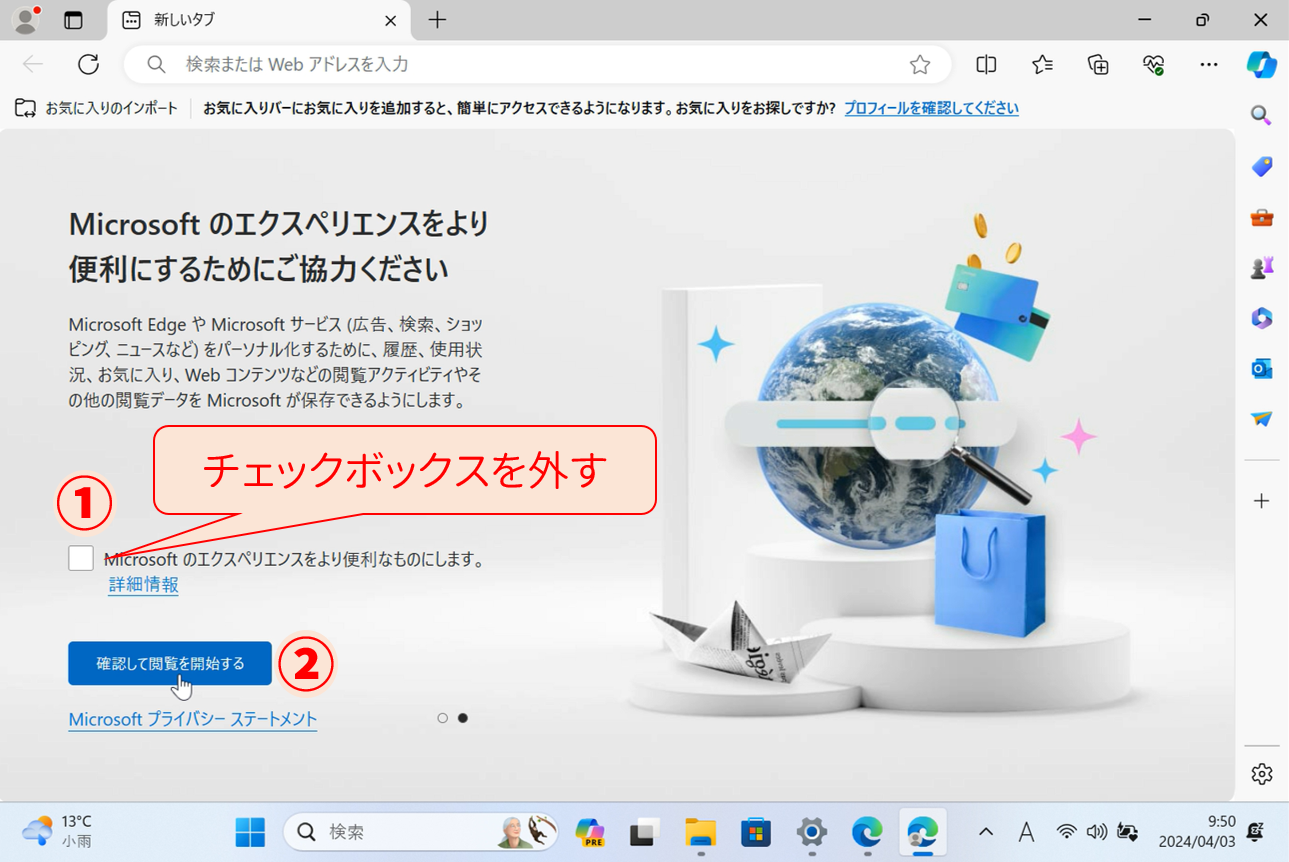 新しいタブ
検索または Web アドレスを入力
お気に入りのインポート
お気に入りバーにお気に入りを追加すると、簡単にアクセスできるようになります。お気に入りをお探しですか? プロフィールを確認してください
Microsoft のエクスペリエンスをより
便利にするためにご協力ください
Microsoft Edge や Microsoft サービス (広告、検索、ショッ
ピング、ニュースなど) をパーソナル化するために、履歴、使用状
況、お気に入り、Web コンテンツなどの閲覧アクティビティやそ
の他の閲覧データを Microsoft が保存できるようにします。
チェックボックスを外す
①
Microsoft のエクスペリエンスをより便利なものにします。
詳細情報
確認して閲覧を開始する
②
Microsoft プライバシー ステートメント
13°C
小雨
検索
PRE
A
9:50
2024/04/03